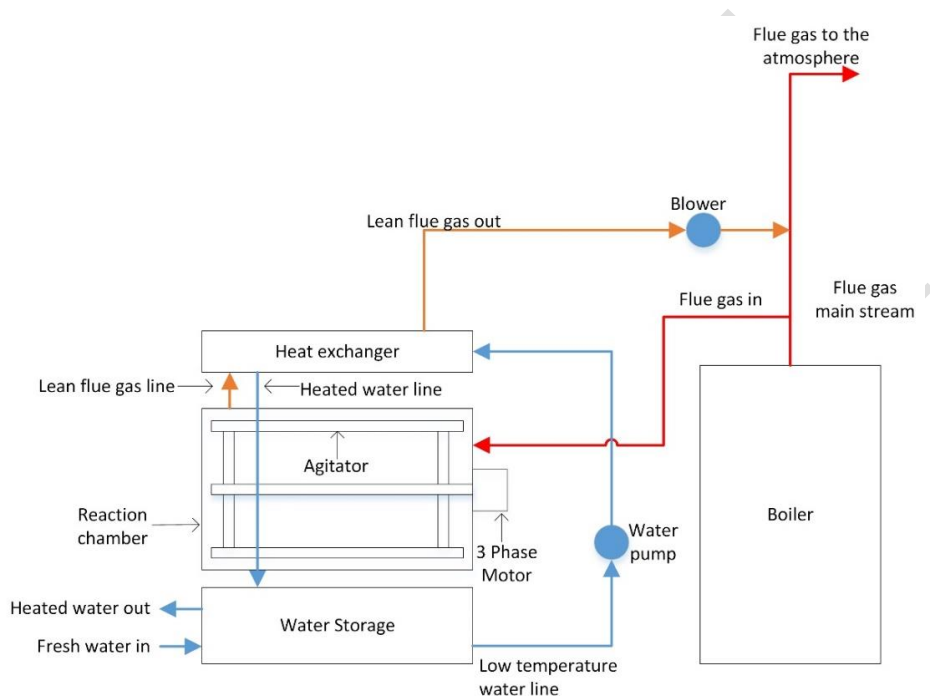 Flue gas to the
atmosphere
Blower
Lean flue gas out
Flue gas in
Flue gas
main stream
Heat exchanger
Lean flue gas line
Heated water line
Agitator
Reaction
chamber
3 Phase
Motor
Water
pump
Boiler
Heated water out
Water Storage
Fresh water in
Low temperature
water line